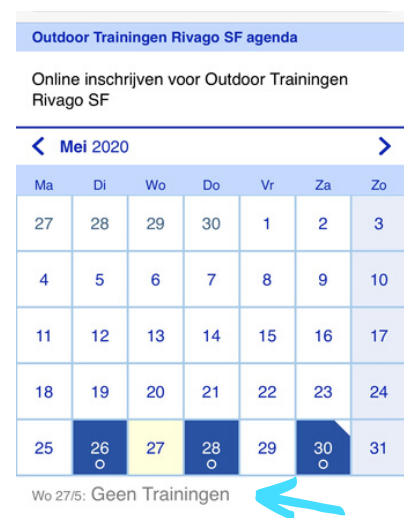 Outdoor Trainingen Rivago SF agenda
Online inschrijven voor Outdoor Trainingen
Rivago SF
Mei 2020
Ma Di Wo Do Vr Za Zo
27 28 29 30 1 2 3
4 5 6 7 8 9 10
11 12 13 14 15 16 17
18 19 20 21 22 23 24
25 26 27 28 29 30 31
Wo 27/5: Geen Trainingen